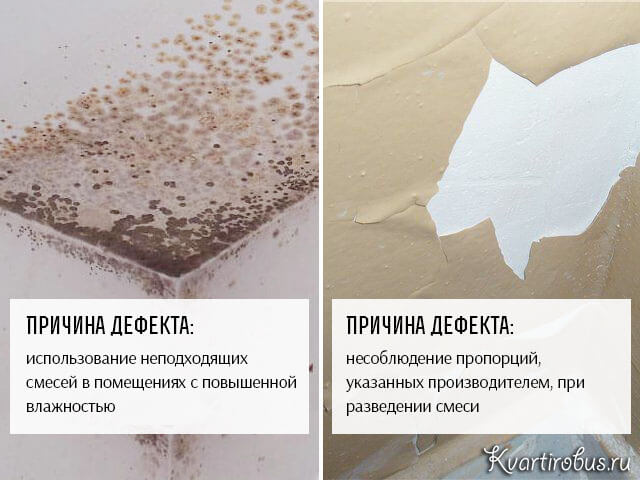 ПРИЧИНА ДЕФЕКТА:
использование неподходящих
смесей в помещениях с повышенной
влажностью
ПРИЧИНА ДЕФЕКТА:
несоблюдение пропорций,
указанных производителем, при
разведении смеси
Kvartirobus.ru